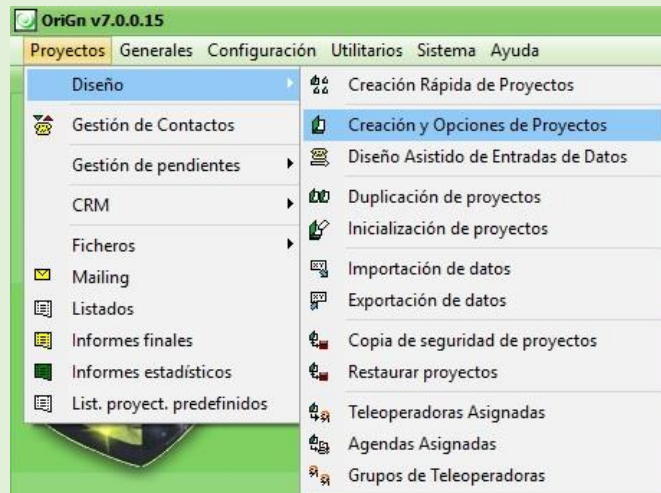 OriGn v7.0.0.15
Proyectos Generales Configuración Utilitarios Sistema Ayuda
Diseño
Gestión de Contactos
Gestión de pendientes
CRM
Ficheros
Mailing
Listados
Informes finales
Informes estadísticos
List. proyect. predefinidos
Creación Rápida de Proyectos
Creación y Opciones de Proyectos
Diseño Asistido de Entradas de Datos
Duplicación de proyectos
Inicialización de proyectos
Importación de datos
Exportación de datos
Copia de seguridad de proyectos
Restaurar proyectos
Teleoperadoras Asignadas
Agendas Asignadas
Grupos de Teleoperadoras